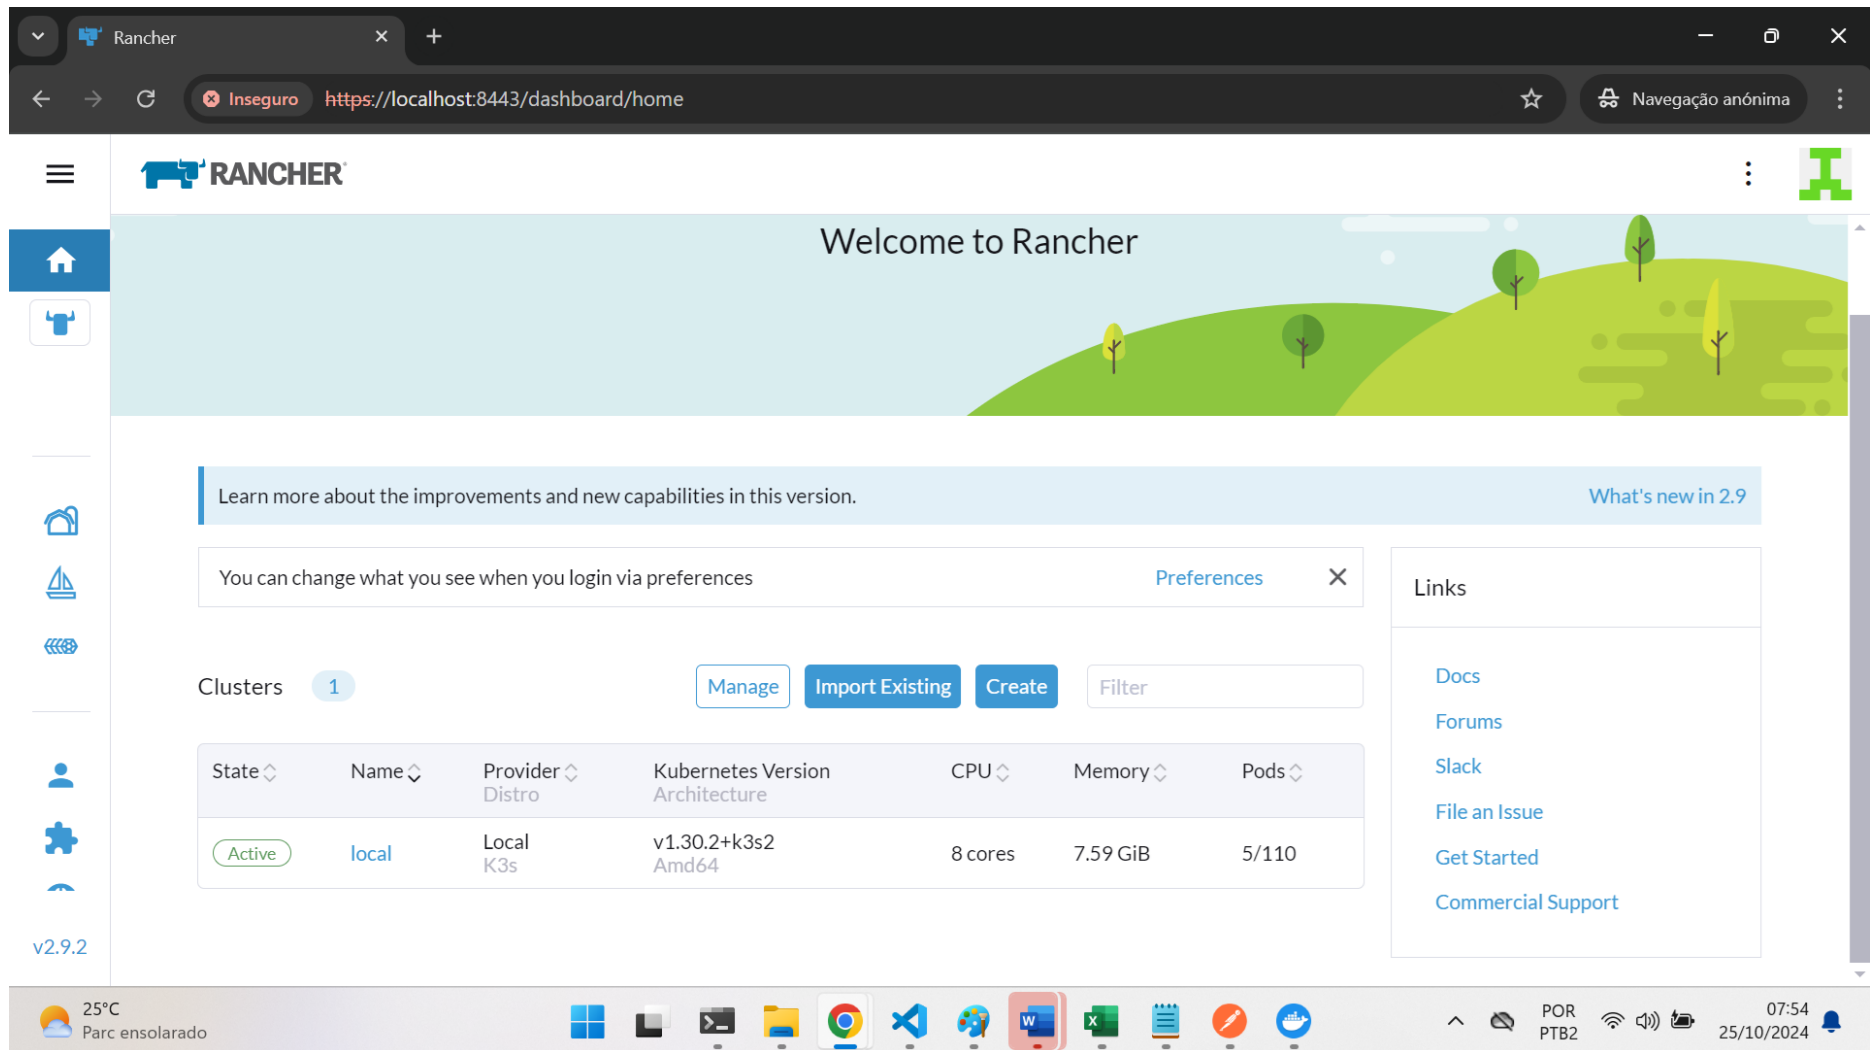 Rancher
Inseguro https://localhost:8443/dashboard/home
Navegação anónima
RANCHER
Welcome to Rancher
Learn more about the improvements and new capabilities in this version. What's new in 2.9
You can change what you see when you login via preferences Preferences
Links
Docs
Forums
Slack
File an Issue
Get Started
Commercial Support
Clusters 1 Manage Import Existing Create Filter
State Name Provider Kubernetes Version CPU Memory Pods
Distro Architecture
Active local Local v1.30.2+k3s2 8 cores 7.59 GiB 5/110
K3s Amd64
v2.9.2
25°C
Parc ensolarado
W
X
POR
PTB2
07:54
25/10/2024